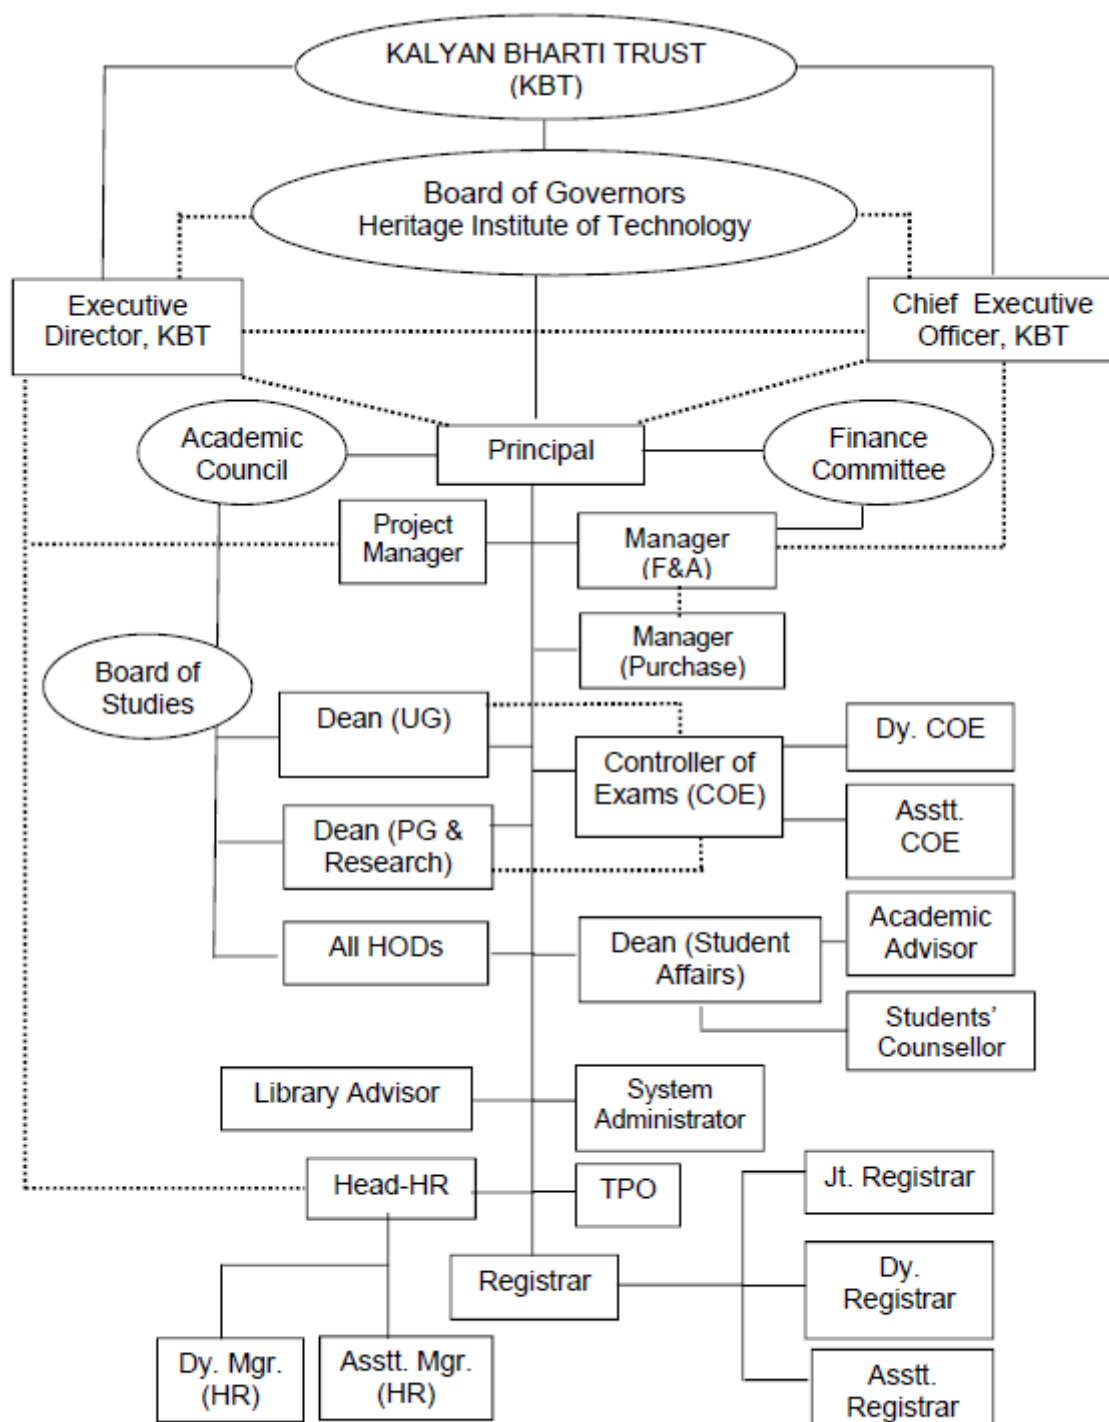 KALYAN BHARTI TRUST
(KBT)
Board of Governors
Heritage Institute of Technology
Executive
Director, KBT
Chief Executive
Officer, KBT
Academic
Council
Principal
Finance
Committee
Project
Manager
Manager
(F&A)
Manager
(Purchase)
Board of
Studies
Dean (UG)
Controller of
Exams (COE)
Dy. COE
Asstt.
COE
Dean (PG &
Research)
All HODs
Dean (Student
Affairs)
Academic
Advisor
Students’
Counsellor
Library Advisor
System
Administrator
Head-HR
TPO
Jt. Registrar
Registrar
Dy.
Registrar
Dy. Mgr.
(HR)
Asstt. Mgr.
(HR)
Asstt.
Registrar